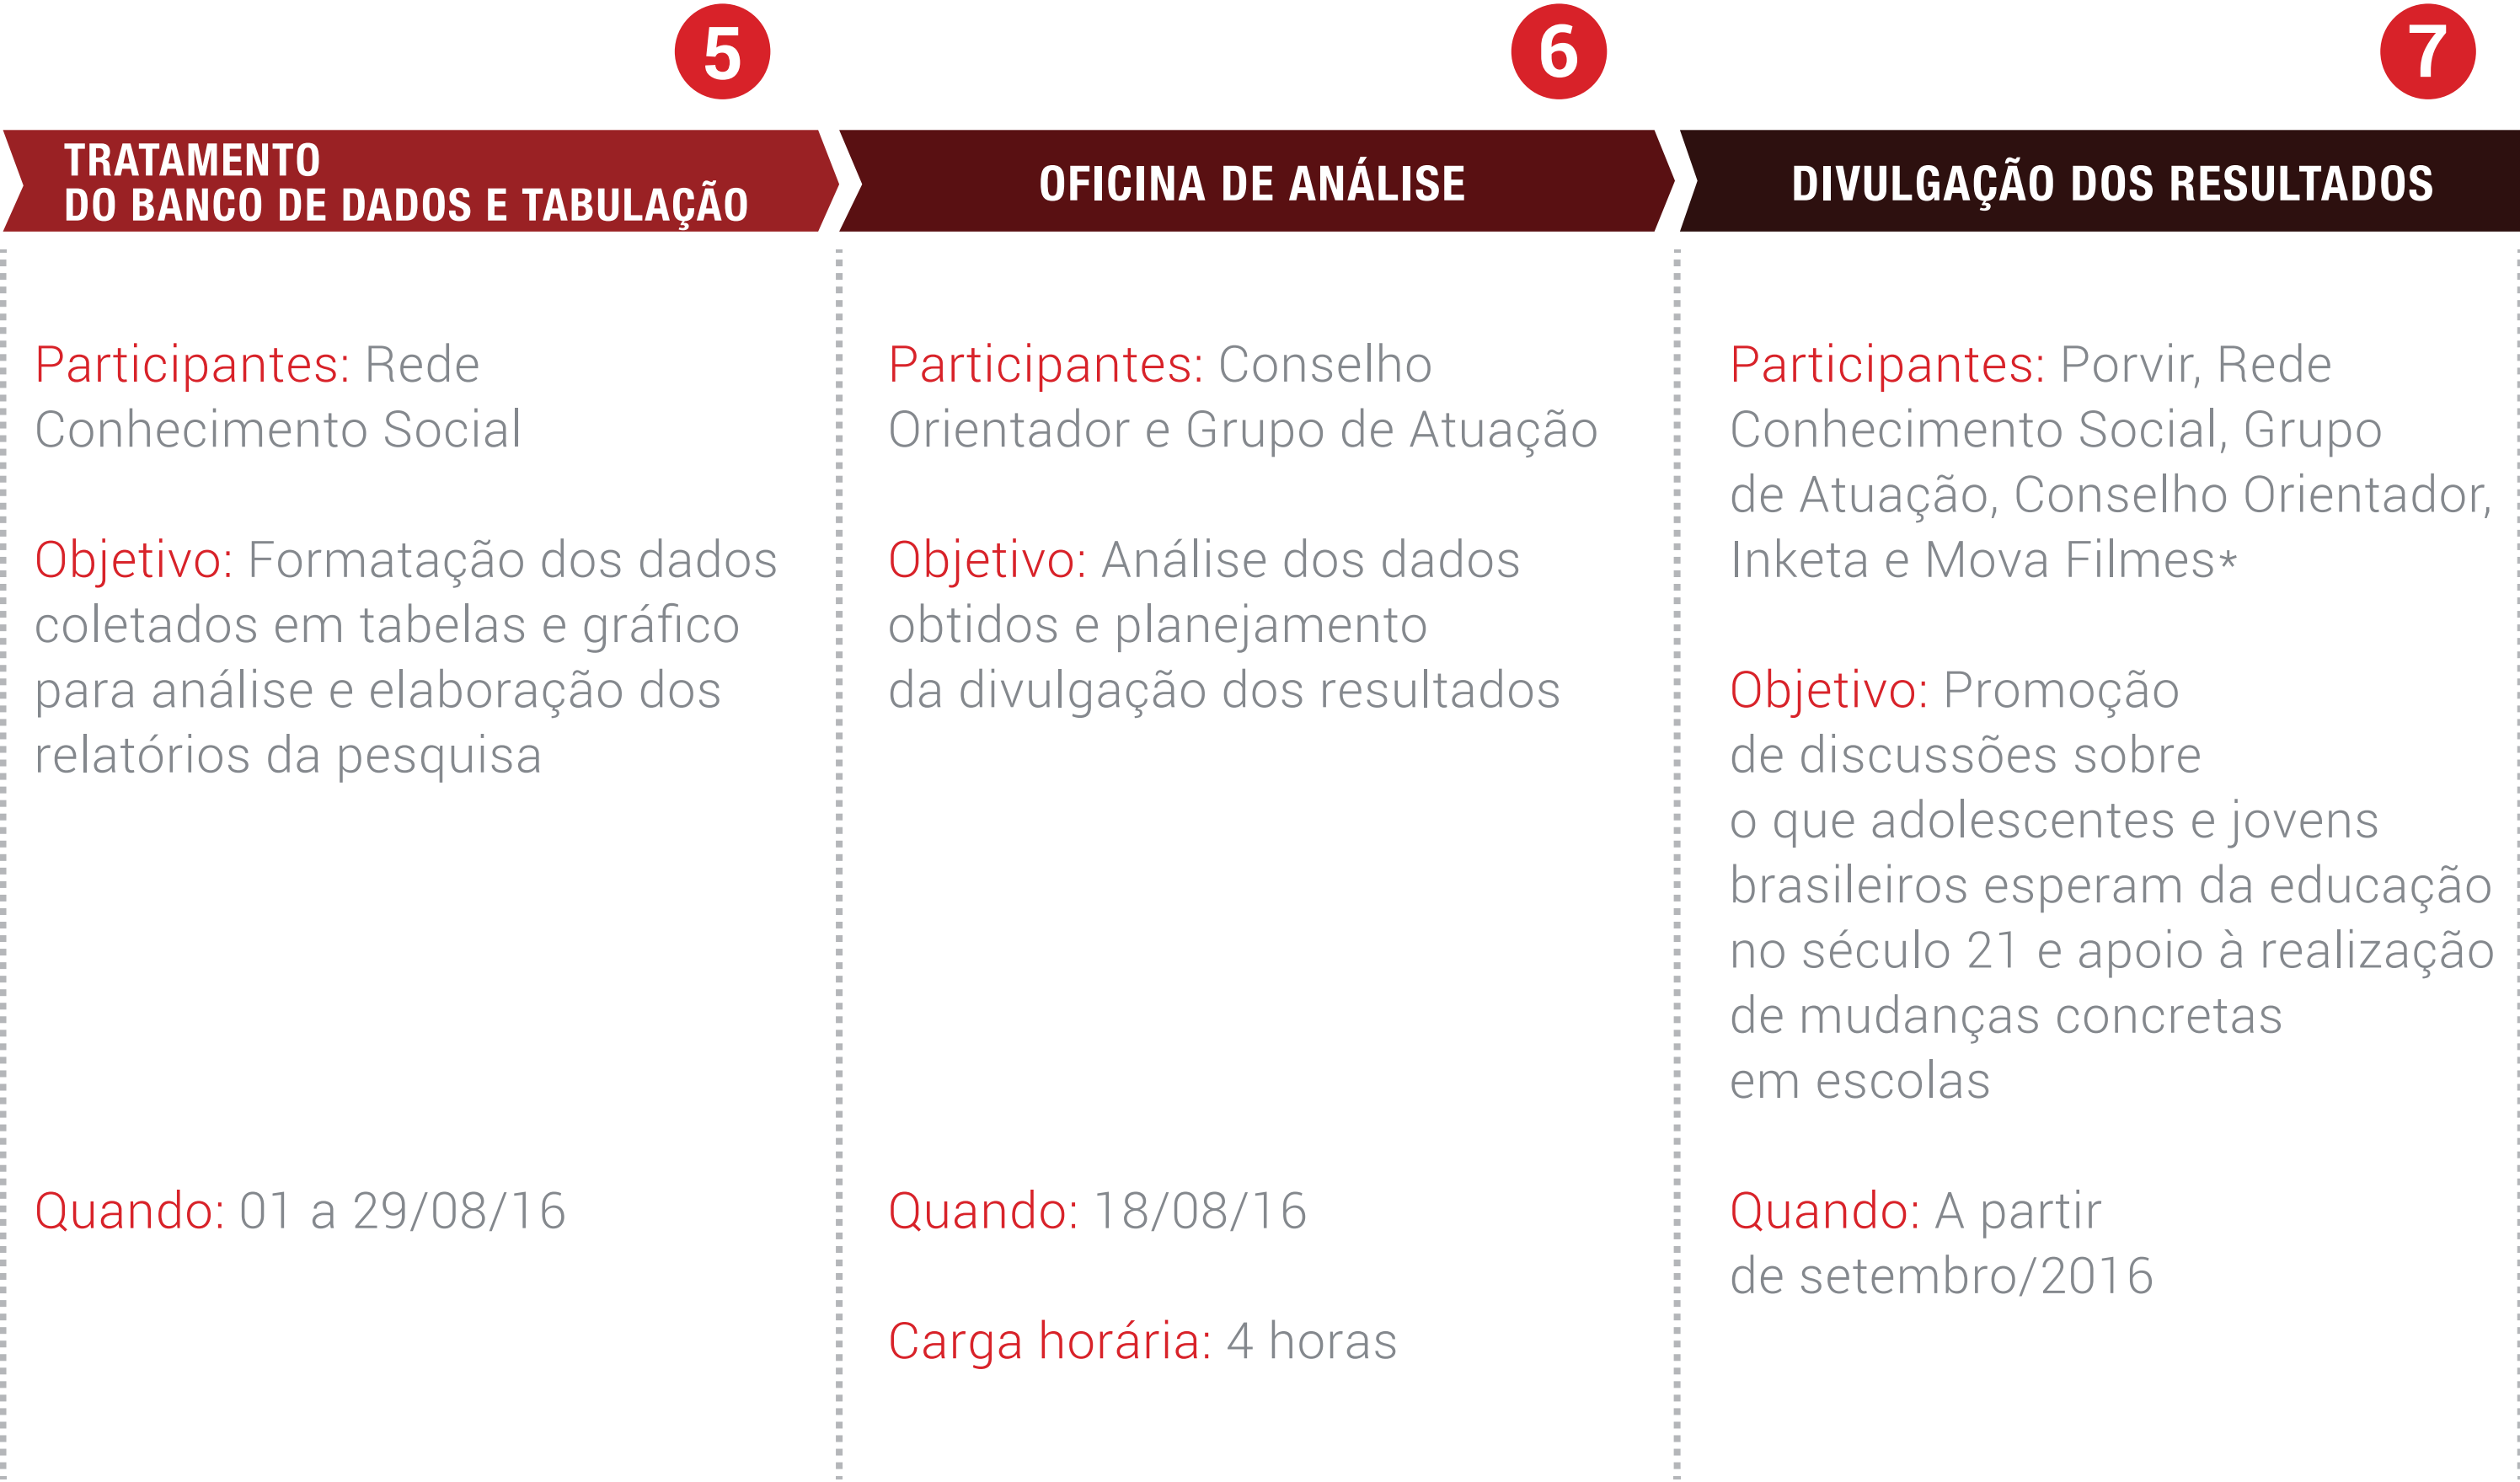 5
TRATAMENTO
DO BANCO DE DADOS E TABULAÇÃO
Participantes: Rede
Conhecimento Social
Objetivo: Formatação dos dados
coletados em tabelas e gráfico
para análise e elaboração dos
relatórios da pesquisa
Quando: 01 a 29/08/16
6
OFICINA DE ANÁLISE
Participantes: Conselho
Orientador e Grupo de Atuação
Objetivo: Análise dos dados
obtidos e planejamento
da divulgação dos resultados
Quando: 18/08/16
Carga horária: 4 horas
7
DIVULGAÇÃO DOS RESULTADOS
Participantes: Porvir, Rede
Conhecimento Social, Grupo
de Atuação, Conselho Orientador,
Inketa e Mova Filmes*
Objetivo: Promoção
de discussões sobre
o que adolescentes e jovens
brasileiros esperam da educação
no século 21 e apoio à realização
de mudanças concretas
em escolas
Quando: A partir
de setembro/2016